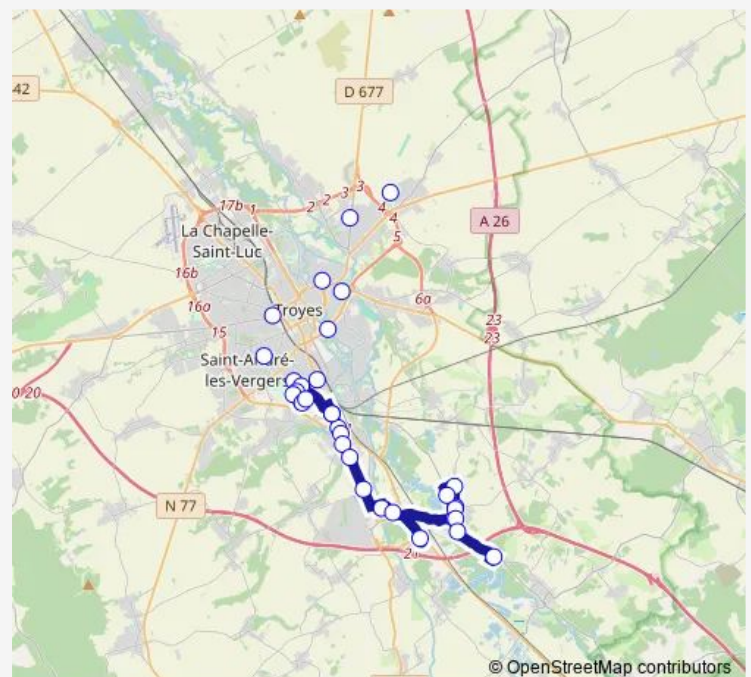 42
D 677
17b
1
2
2
3
3
4
4
5
A 26
La Chapelle-
Saint-Luc
16b
16a
Troyes
6a
15
23
23
Saint-André-
les-Vergers
20
N 77
© OpenStreetMap contributors